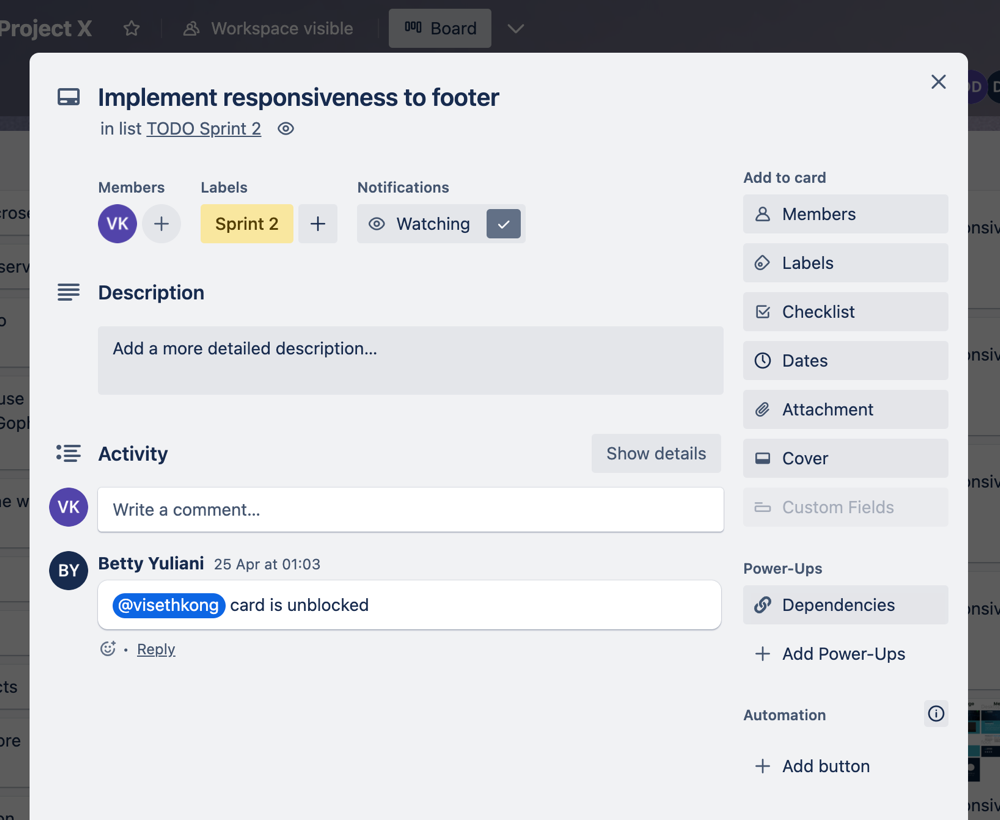 Project X
Workspace visible
Board
Implement responsiveness to footer
in list TODO Sprint 2
Members
Labels
Notifications
VK
Sprint 2
Watching
Description
Add a more detailed description...
Activity
Show details
VK
Write a comment...
BY
Betty Yuliani 25 Apr at 01:03
@visethkong card is unblocked
• Reply
Add to card
Members
Labels
Checklist
Dates
Attachment
Cover
Custom Fields
Power-Ups
Dependencies
Add Power-Ups
Automation
Add button